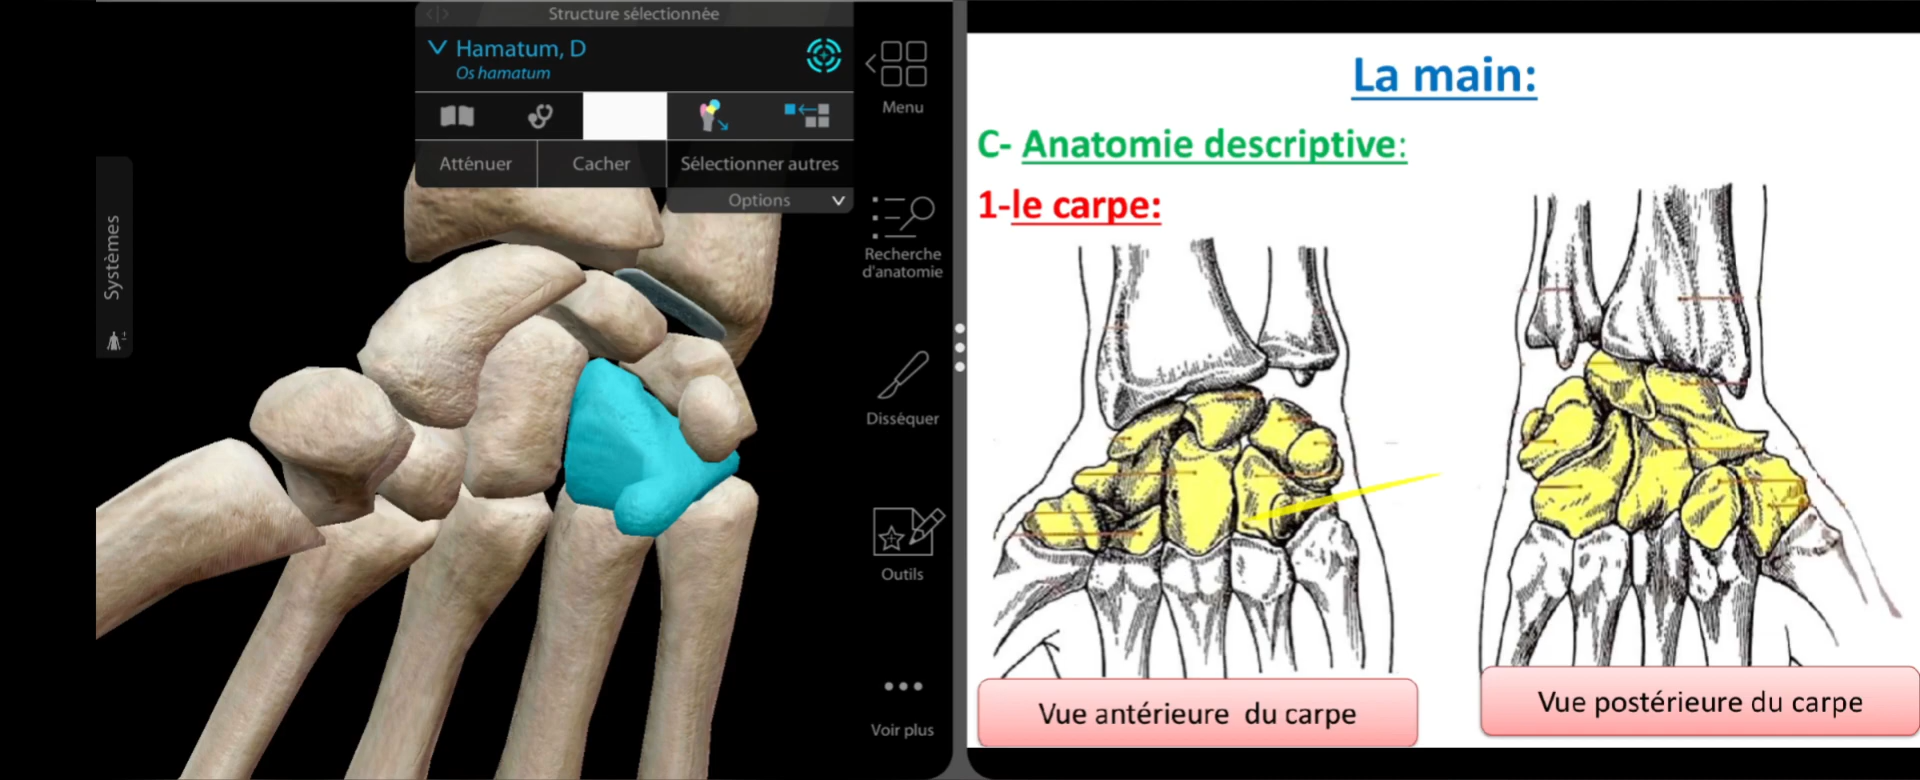 Structure sélectionnée
Hamatum, D
Os hamatum
Atténuer
Cacher
Sélectionner autres
Options
Systèmes
Menu
Recherche
d'anatomie
Disséquer
Outils
Voir plus
La main:
C- Anatomie descriptive:
1-le carpe:
Vue antérieure du carpe
Vue postérieure du carpe